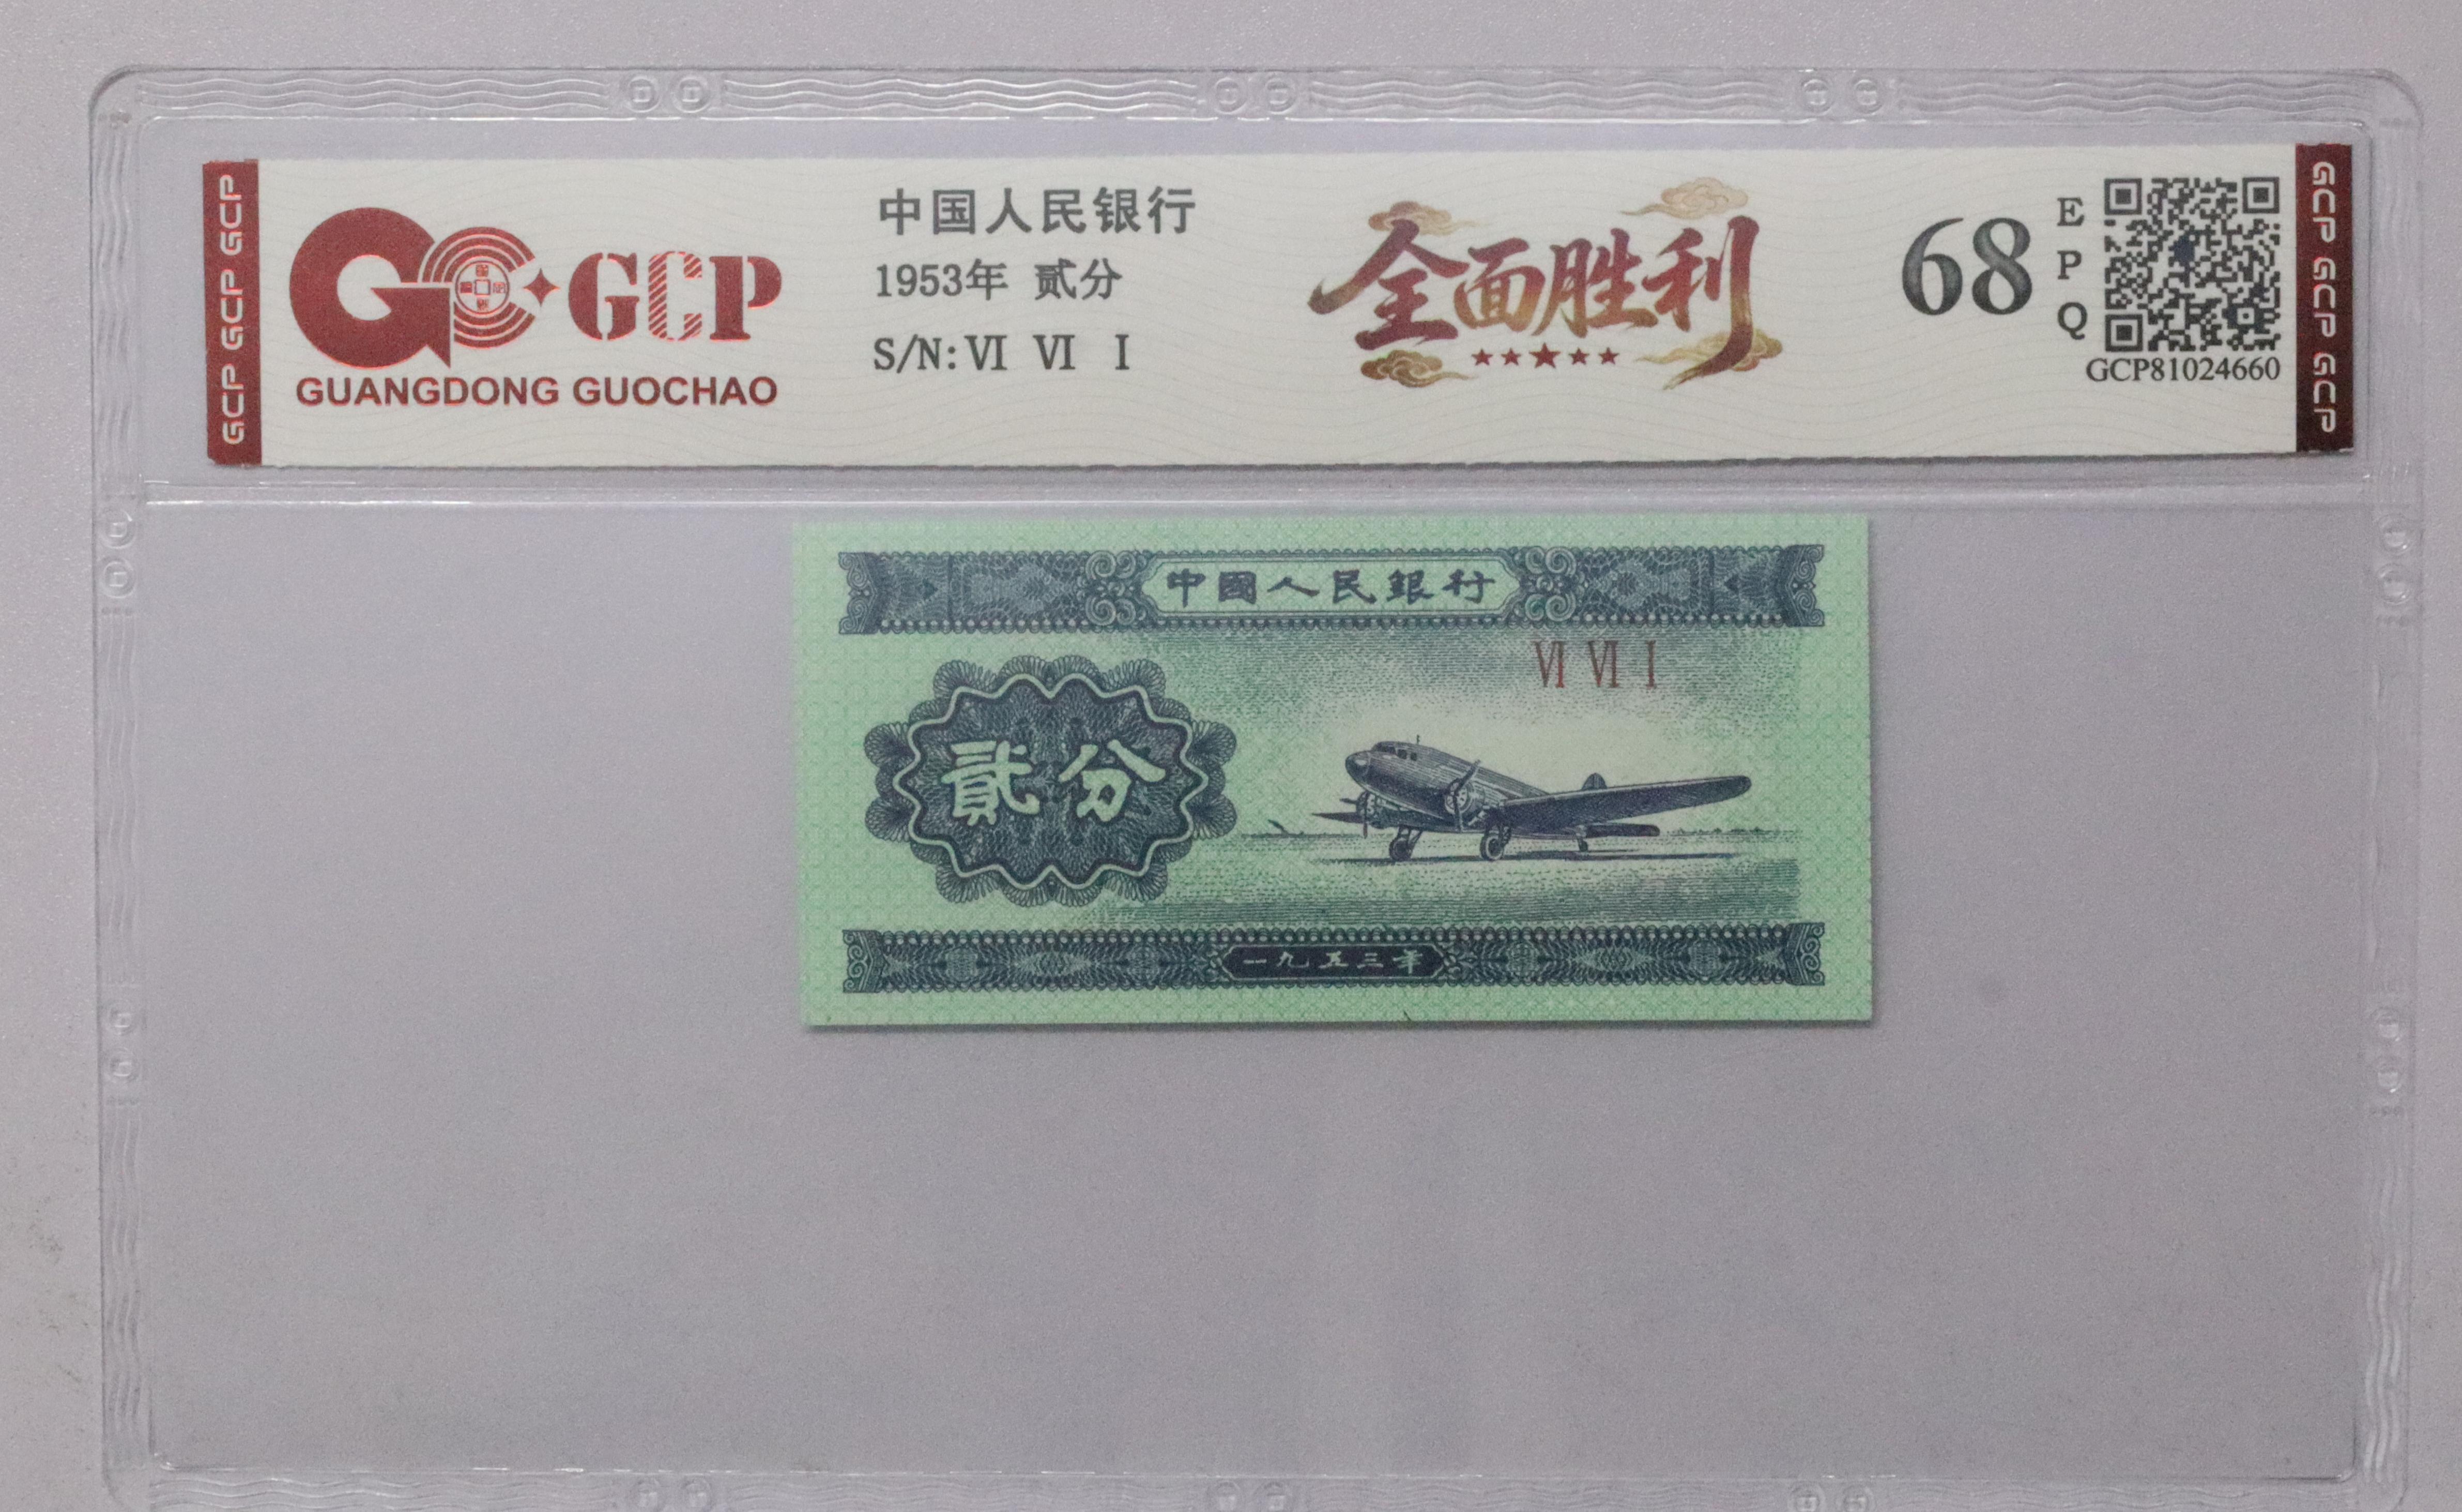 GCP GCP GCP
GCP
GUANGDONG GUOCHAO
中国人民银行
1953年 贰分
S/N: VI VI I
全面胜利
68
E
P
Q
GCP81024660
GCP GCP GCP
中國人民銀行
VI VI I
貳分
一九五三年